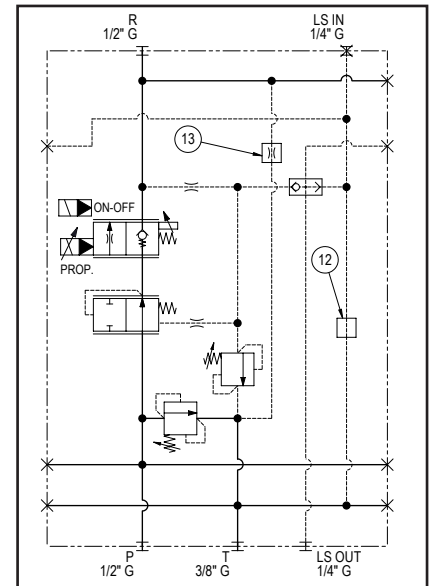 R
1/2" G
LS IN
1/4" G
13
ON-OFF
PROP.
12
P
1/2" G
T
3/8" G
LS OUT
1/4" G